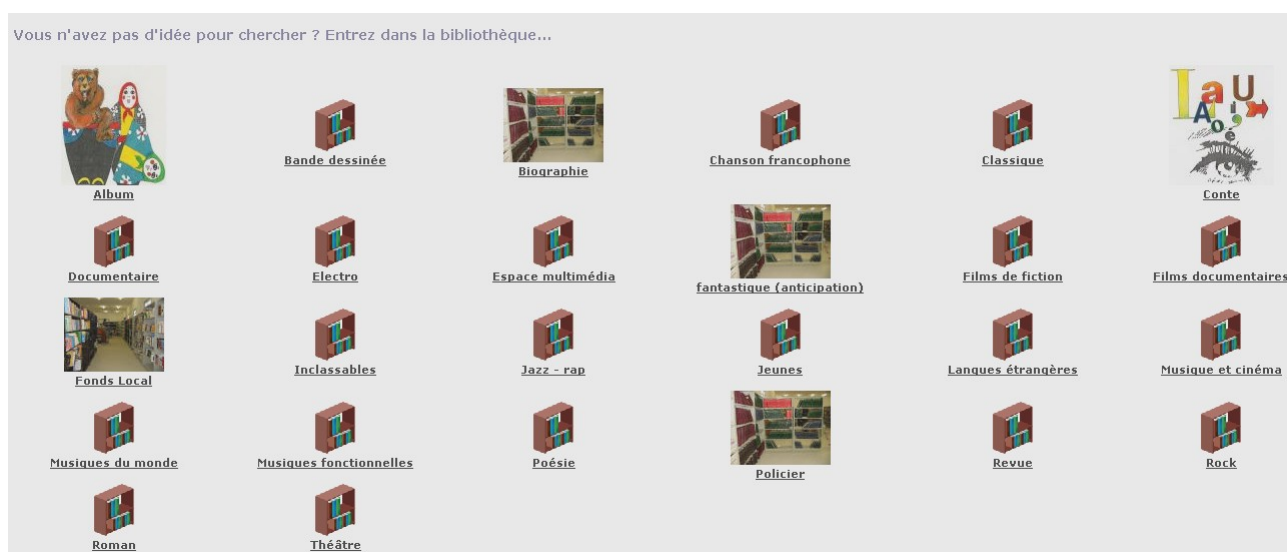 Vous n'avez pas d'idée pour chercher ? Entrez dans la bibliothèque...
Album
Bande dessinée
Biographie
Chanson francophone
Classique
Conte
Documentaire
Electro
Espace multimédia
fantastique (anticipation)
Films de fiction
Films documentaires
Fonds Local
Inclassables
Jazz - rap
Jeunes
Langues étrangères
Musique et cinéma
Musiques du monde
Musiques fonctionnelles
Poésie
Policier
Revue
Rock
Roman
Théâtre